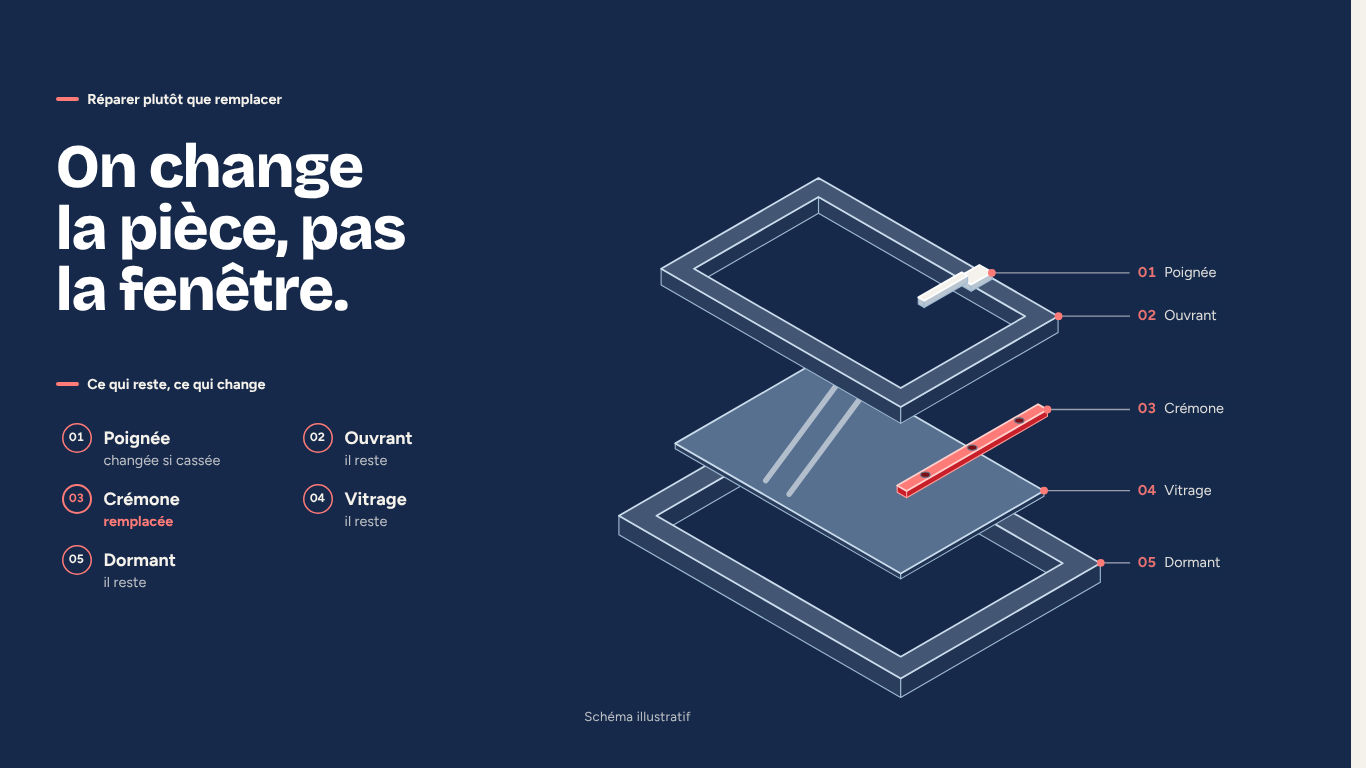 Réparer plutôt que remplacer
On change
la pièce, pas
la fenêtre.
Ce qui reste, ce qui change
01 Poignée
changée si cassée
02 Ouvrant
il reste
03 Crémone
remplacée
04 Vitrage
il reste
05 Dormant
il reste
01 Poignée
02 Ouvrant
03 Crémone
04 Vitrage
05 Dormant
Schéma illustratif